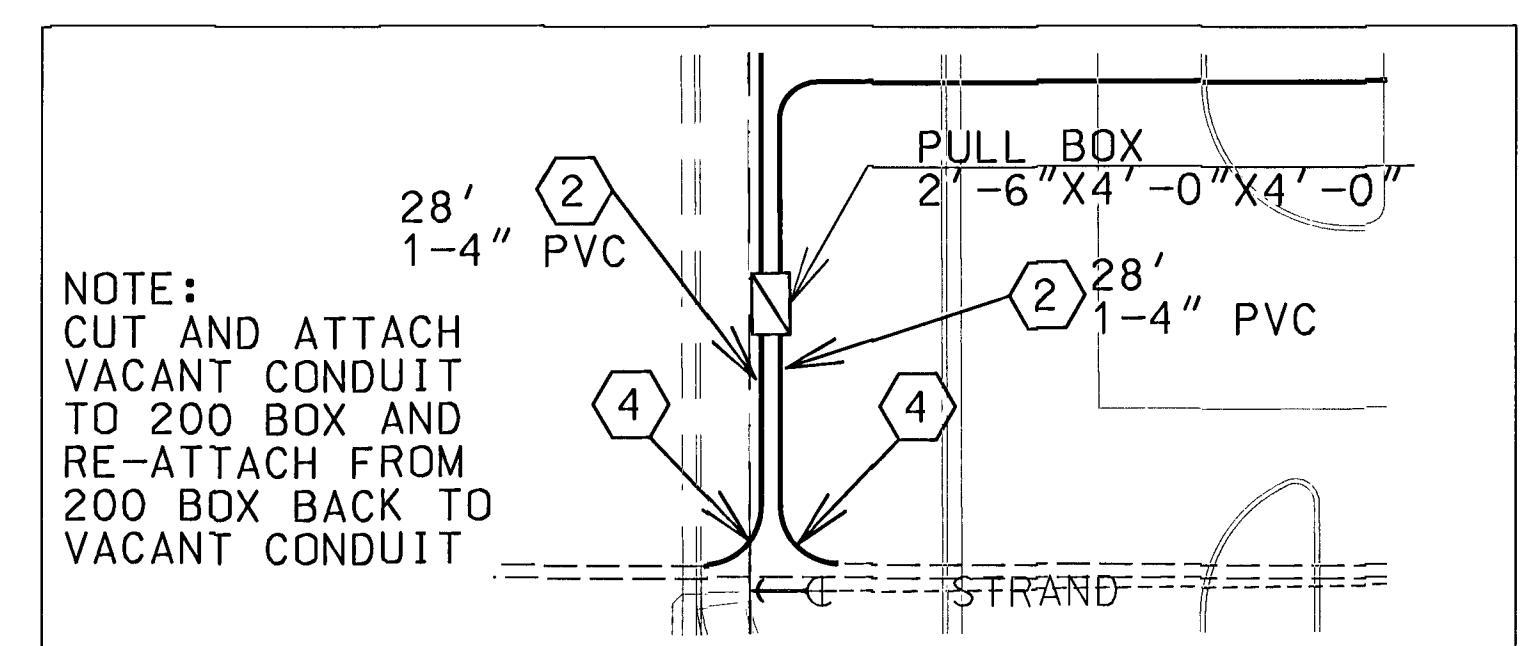 PULL BOX
2'-6"X4'-0"X4'-0"
28'
1-4" PVC
2
NOTE:
CUT AND ATTACH
VACANT CONDUIT
TO 200 BOX AND
RE-ATTACH FROM
200 BOX BACK TO
VACANT CONDUIT
2
28'
1-4" PVC
4
4
STRAND